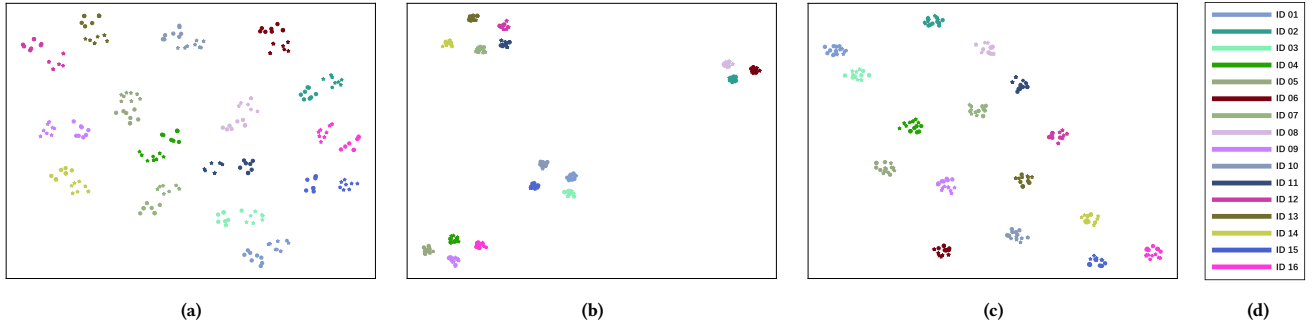 ID 01
ID 02
ID 03
ID 04
ID 05
ID 06
ID 07
ID 08
ID 09
ID 10
ID 11
ID 12
ID 13
ID 14
ID 15
ID 16
(a) (b) (c) (d)